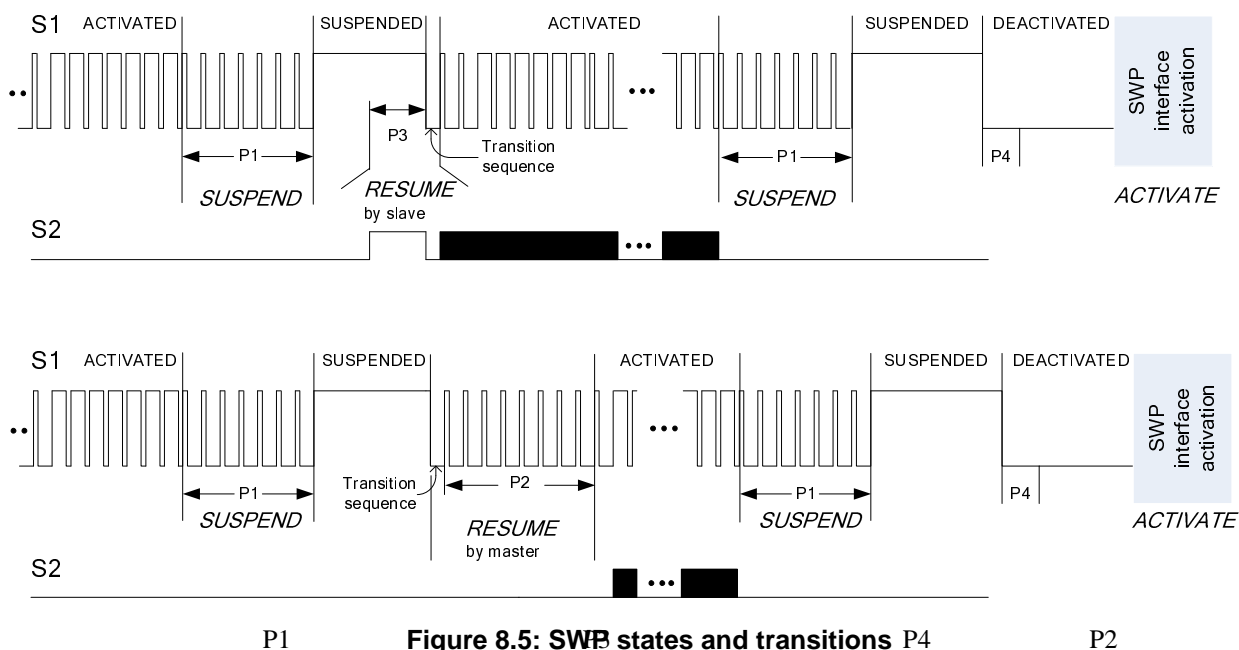 S1 ACTIVATED SUSPENDED ACTIVATED SUSPENDED DEACTIVATED
SWP
interface
activation
P3
Transition
sequence
P1
P1
P4
SUSPEND
RESUME
by slave
SUSPEND
ACTIVATE
S2
S1 ACTIVATED SUSPENDED ACTIVATED SUSPENDED DEACTIVATED
SWP
interface
activation
Transition
sequence
P1
P2
P1
P4
SUSPEND
RESUME
by master
SUSPEND
ACTIVATE
S2
P1 Figure 8.5: SWP states and transitions P4 P2
P3